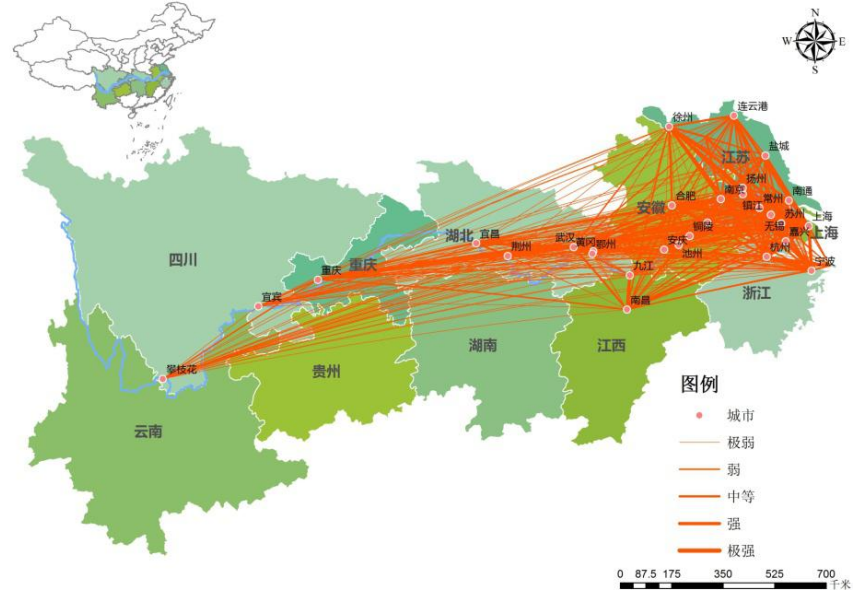 N
W
E
S
徐州
连云港
盐城
江苏
扬州
南京
常州
南通
镇江
合肥
安徽
苏州
上海
无锡
铜陵
嘉兴
上海
武汉
黄冈
鄂州
安庆
池州
杭州
宁波
宜昌
荆州
湖北
四川
重庆
重庆
宜宾
九江
南昌
浙江
攀枝花
贵州
湖南
江西
云南
图例
城市
极弱
弱
中等
强
极强
0 87.5 175 350 525 700
千米